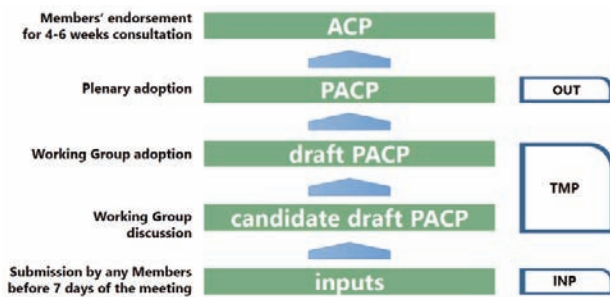 Members' endorsement
for 4-6 weeks consultation
ACP
Plenary adoption
PACP
OUT
Working Group adoption
draft PACP
TMP
Working Group
discussion
candidate draft PACP
Submission by any Members
before 7 days of the meeting
inputs
INP